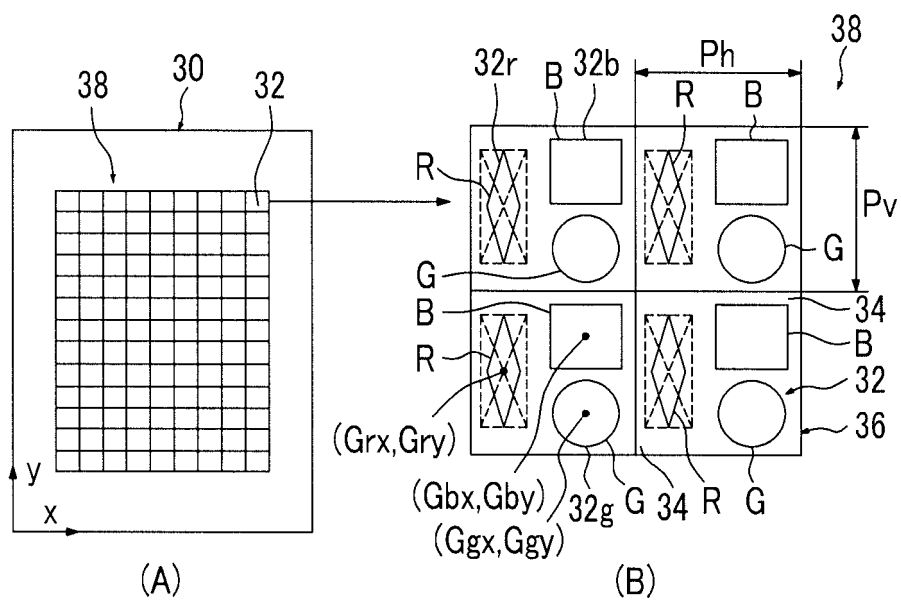 30
38
32
y
x
(A)
38
Ph
32r
B
32b
R
B
R
Pv
G
G
34
B
B
R
32
(Grx,Gry)
36
(Gbx,Gby)
32g
G
34
R
G
(Ggx,Ggy)
(B)